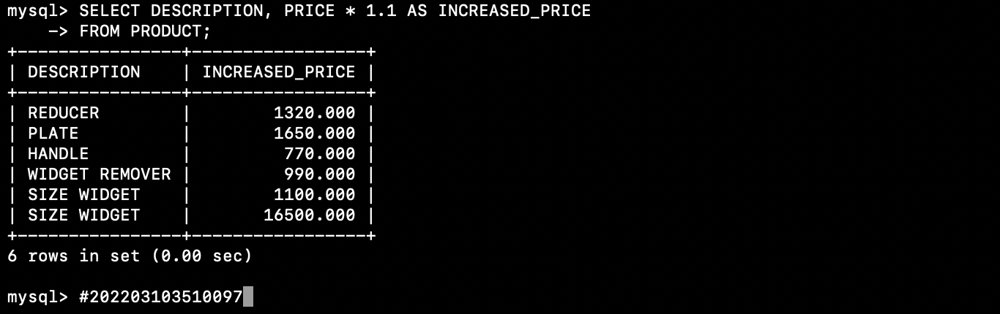 mysql> SELECT DESCRIPTION, PRICE * 1.1 AS INCREASED_PRICE
    -> FROM PRODUCT;
+----------------+-----------------+
| DESCRIPTION    | INCREASED_PRICE |
+----------------+-----------------+
| REDUCER        |        1320.000 |
| PLATE          |        1650.000 |
| HANDLE         |         770.000 |
| WIDGET REMOVER |         990.000 |
| SIZE WIDGET    |        1100.000 |
| SIZE WIDGET    |       16500.000 |
+----------------+-----------------+
6 rows in set (0.00 sec)
mysql> #202203103510097